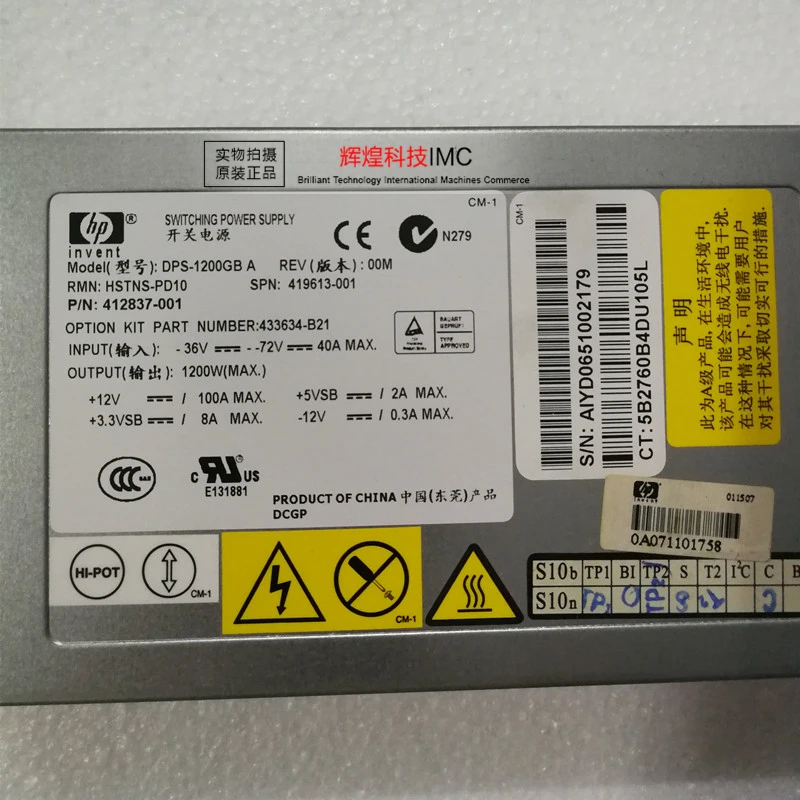 实物拍摄
原装正品
辉煌科技IMC
Brilliant Technology International Machines Commerce
CM-1
hp ®
invent
SWITCHING POWER SUPPLY
开关电源
CE
N279
Model(型号): DPS-1200GB A REV(版本): 00M
RMN: HSTNS-PD10 SPN: 419613-001
P/N: 412837-001
OPTION KIT PART NUMBER:433634-B21
BAUART
GEPRUFT
TYPE
APPROVED
INPUT(输入): - 36V - -72V 40A MAX.
OUTPUT(输出): 1200W(MAX.)
+12V / 100A MAX. +5VSB / 2A MAX.
+3.3VSB / 8A MAX. -12V / 0.3A MAX.
CCC
c UR US
E131881
PRODUCT OF CHINA 中国(东莞)产品
DCGP
CM-1
S/N: AIYD0651002179
CT: 5B2760B4DU105L
声明
此为A级产品, 在生活环境中,
该产品可能会造成无线电干扰.
在这种情况下, 可能需要用户
对其干扰采取切实可行的措施.
hp
invent
011507
0A071101758
HI-POT
CM-1
CM-1
S10b TP1 BI TP2 S T2 I²C C B
S10n